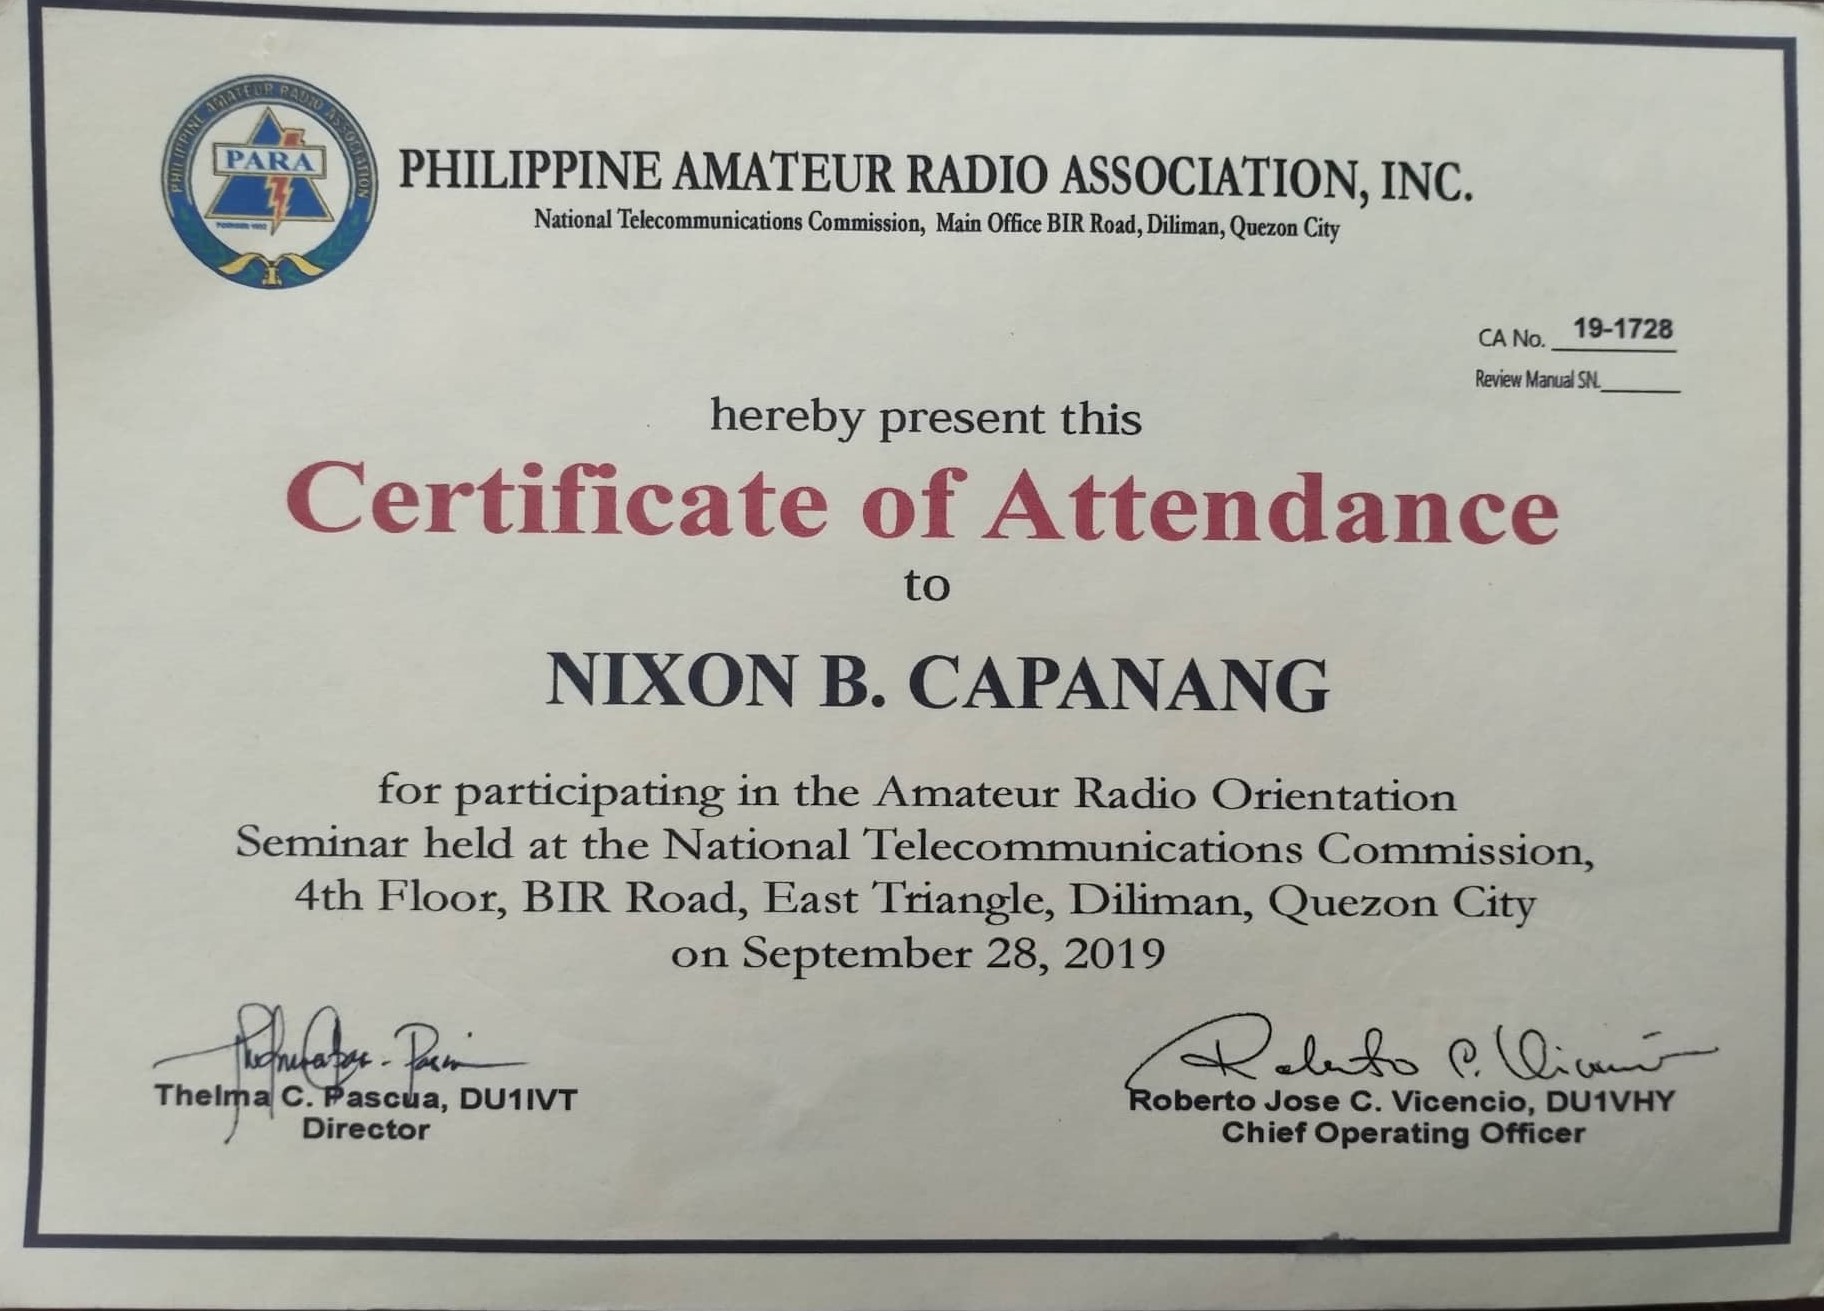 PHILIPPINE AMATEUR RADIO ASSOCIATION
PARA
PHILIPPINE AMATEUR RADIO ASSOCIATION, INC.
National Telecommunications Commission, Main Office BIR Road, Diliman, Quezon City
CA No. 19-1728
Review Manual SN.
hereby present this
Certificate of Attendance
to
NIXON B. CAPANANG
for participating in the Amateur Radio Orientation
Seminar held at the National Telecommunications Commission,
4th Floor, BIR Road, East Triangle, Diliman, Quezon City
on September 28, 2019
Thelma C. Pascua, DU1IVT
Director
Roberto Jose C. Vicencio, DU1VHY
Chief Operating Officer